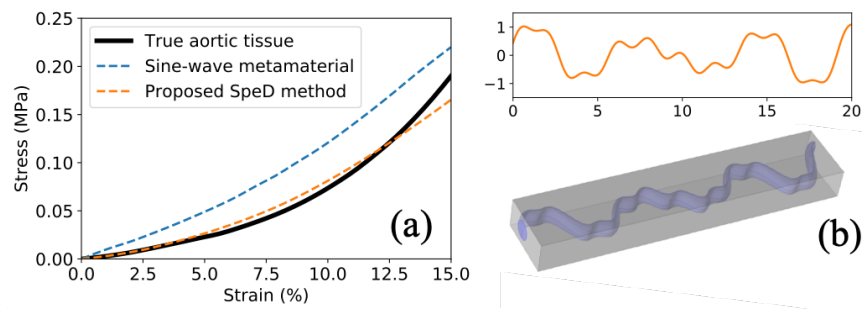 0.25
0.20
0.15
0.10
0.05
0.00
Stress (MPa)
True aortic tissue
Sine-wave metamaterial
Proposed SpeD method
(a)
0.0 2.5 5.0 7.5 10.0 12.5 15.0
Strain (%)
1
0
−1
0 5 10 15 20
(b)